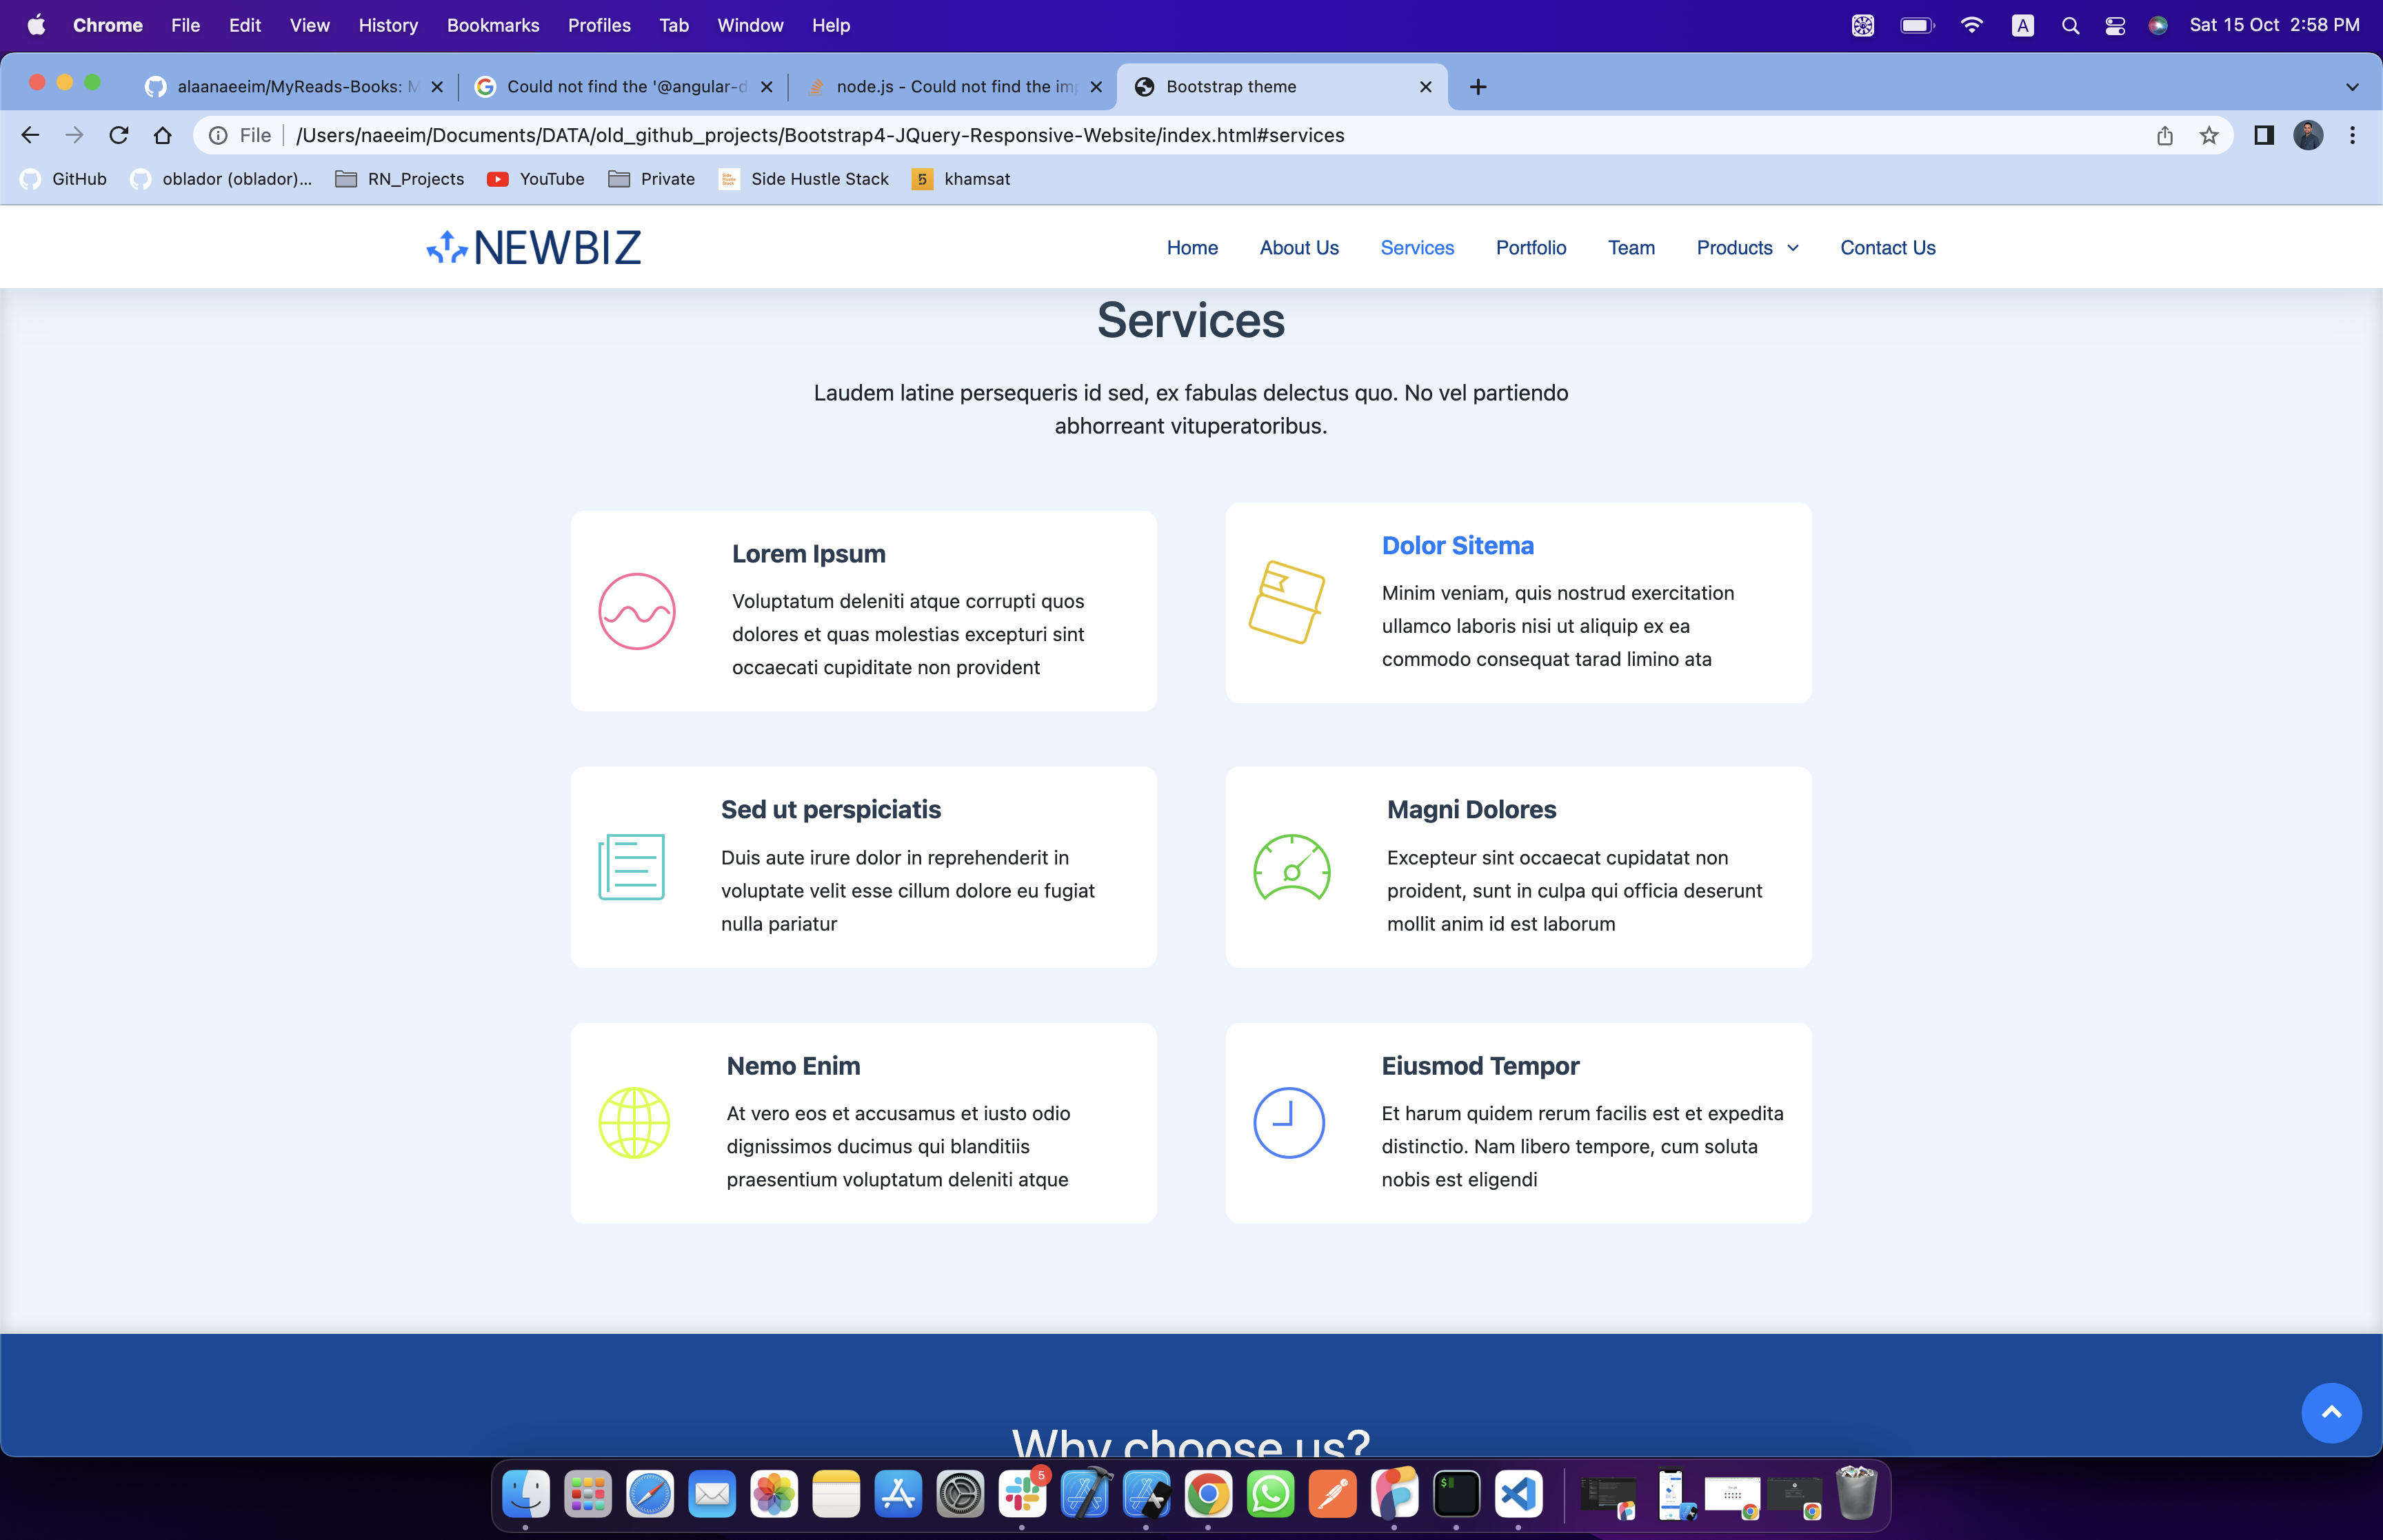 Chrome File Edit View History Bookmarks Profiles Tab Window Help A Sat 15 Oct 2:58 PM
alaanaeeim/MyReads-Books: M Could not find the '@angular-d node.js - Could not find the im Bootstrap theme
File /Users/naeeim/Documents/DATA/old_github_projects/Bootstrap4-JQuery-Responsive-Website/index.html#services
GitHub oblador (oblador)... RN_Projects YouTube Private Side Hustle Stack 5 khamsat
NEWBIZ Home About Us Services Portfolio Team Products Contact Us
Services
Laudem latine persequeris id sed, ex fabulas delectus quo. No vel partiendo
abhorreant vituperatoribus.
Lorem Ipsum
Voluptatum deleniti atque corrupti quos
dolores et quas molestias excepturi sint
occaecati cupiditate non provident
Dolor Sitema
Minim veniam, quis nostrud exercitation
ullamco laboris nisi ut aliquip ex ea
commodo consequat tarad limino ata
Sed ut perspiciatis
Duis aute irure dolor in reprehenderit in
voluptate velit esse cillum dolore eu fugiat
nulla pariatur
Magni Dolores
Excepteur sint occaecat cupidatat non
proident, sunt in culpa qui officia deserunt
mollit anim id est laborum
Nemo Enim
At vero eos et accusamus et iusto odio
dignissimos ducimus qui blanditiis
praesentium voluptatum deleniti atque
Eiusmod Tempor
Et harum quidem rerum facilis est et expedita
distinctio. Nam libero tempore, cum soluta
nobis est eligendi
Why choose us?
5
$